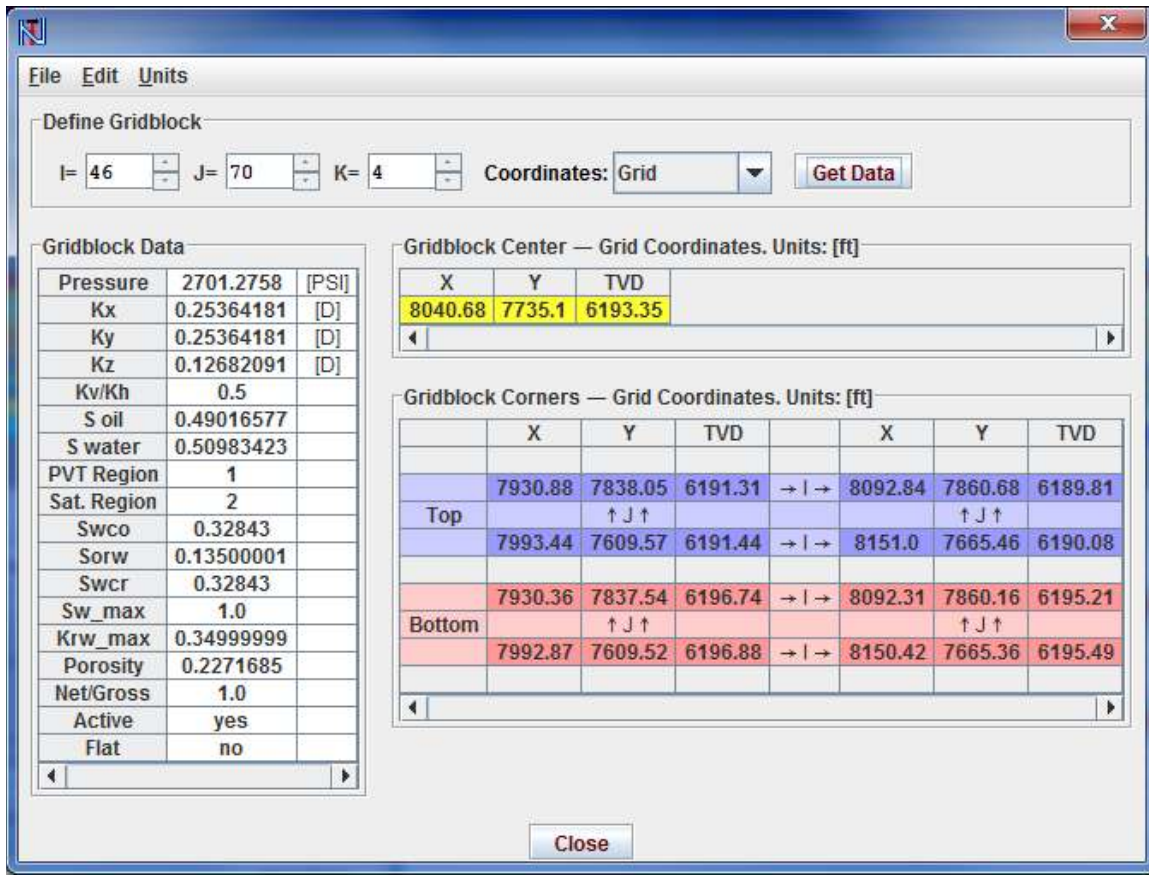 File Edit Units
Define Gridblock
I= 46 J= 70 K= 4 Coordinates: Grid Get Data
Gridblock Data
Pressure 2701.2758 [PSI]
Kx 0.25364181 [D]
Ky 0.25364181 [D]
Kz 0.12682091 [D]
Kv/Kh 0.5
S oil 0.49016577
S water 0.50983423
PVT Region 1
Sat. Region 2
Swco 0.32843
Sorw 0.13500001
Swcr 0.32843
Sw_max 1.0
Krw_max 0.34999999
Porosity 0.2271685
Net/Gross 1.0
Active yes
Flat no
Gridblock Center — Grid Coordinates. Units: [ft]
X Y TVD
8040.68 7735.1 6193.35
Gridblock Corners — Grid Coordinates. Units: [ft]
X Y TVD X Y TVD
7930.88 7838.05 6191.31 → I → 8092.84 7860.68 6189.81
Top ↑ J ↑ ↑ J ↑
7993.44 7609.57 6191.44 → I → 8151.0 7665.46 6190.08
7930.36 7837.54 6196.74 → I → 8092.31 7860.16 6195.21
Bottom ↑ J ↑ ↑ J ↑
7992.87 7609.52 6196.88 → I → 8150.42 7665.36 6195.49
Close